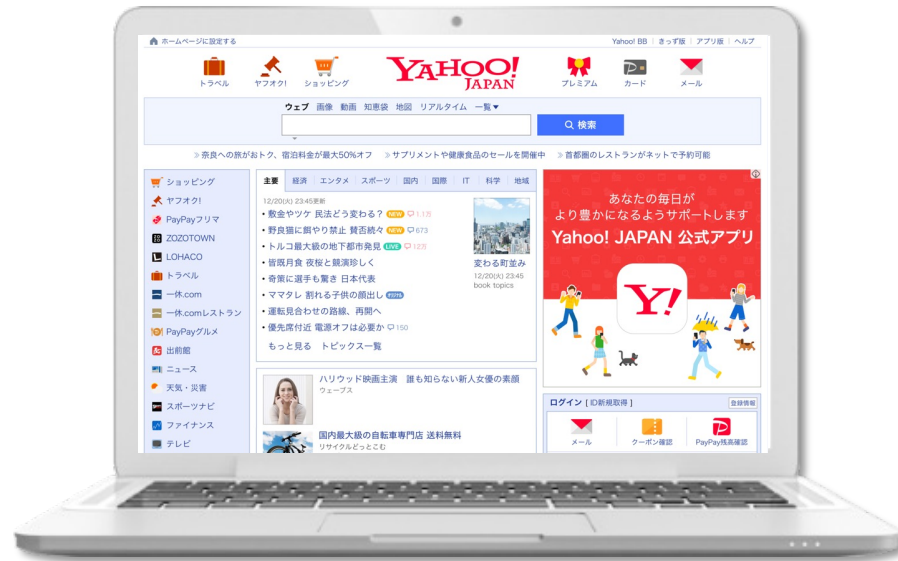 ホームページに設定する
Yahoo! BB きっず版 アプリ版 ヘルプ
トラベル ヤフオク! ショッピング
YAHOO!
JAPAN
プレミアム カード メール
ウェブ 画像 動画 知恵袋 地図 リアルタイム 一覧▼
検索
≫奈良への旅がおトク、宿泊料金が最大50%オフ ≫サプリメントや健康食品のセールを開催中 ≫首都圏のレストランがネットで予約可能
ショッピング
ヤフオク!
PayPayフリマ
ZOZOTOWN
LOHACO
トラベル
一休.com
一休.comレストラン
PayPayグルメ
出前館
ニュース
天気・災害
スポーツナビ
ファイナンス
テレビ
主要 経済 エンタメ スポーツ 国内 国際 IT 科学 地域
12/20(火) 23:45更新
・敷金やツケ 民法どう変わる? NEW 1.1万
・野良猫に餌やり禁止 賛否続々 NEW 673
・トルコ最大級の地下都市発見 LIVE 12万
・皆既月食 夜桜と競演珍しく
・奇策に選手も驚き 日本代表
・ママタレ 割れる子供の顔出し
・運転見合わせの路線、再開へ
・優先席付近 電源オフは必要か 150
もっと見る トピックス一覧
変わる町並み
12/20(火) 23:45
book topics
ハリウッド映画主演 誰も知らない新人女優の素顔
ウェーブス
国内最大級の自転車専門店 送料無料
リサイクルどっとこむ
あなたの毎日が
より豊かになるようサポートします
Yahoo! JAPAN 公式アプリ
Y!
ログイン [ ID新規取得 ]
登録情報
メール クーポン確認 PayPay残高確認